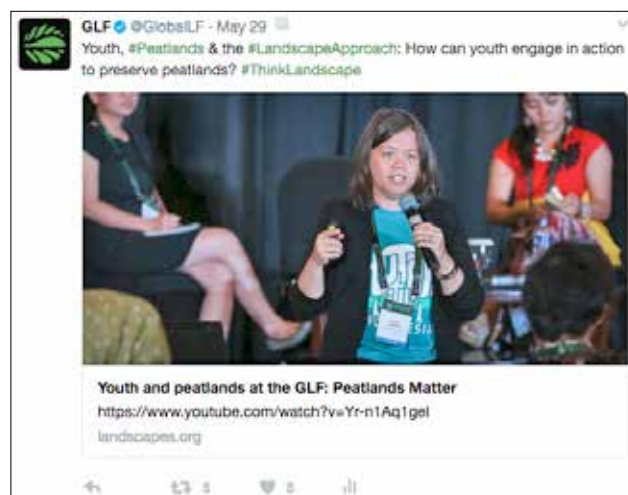 GLF @GlobalLF · May 29
Youth, #Peatlands & the #LandscapeApproach: How can youth engage in action
to preserve peatlands? #ThinkLandscape
Youth and peatlands at the GLF: Peatlands Matter
https://www.youtube.com/watch?v=Yr-n1Aq1geI
landscapes.org